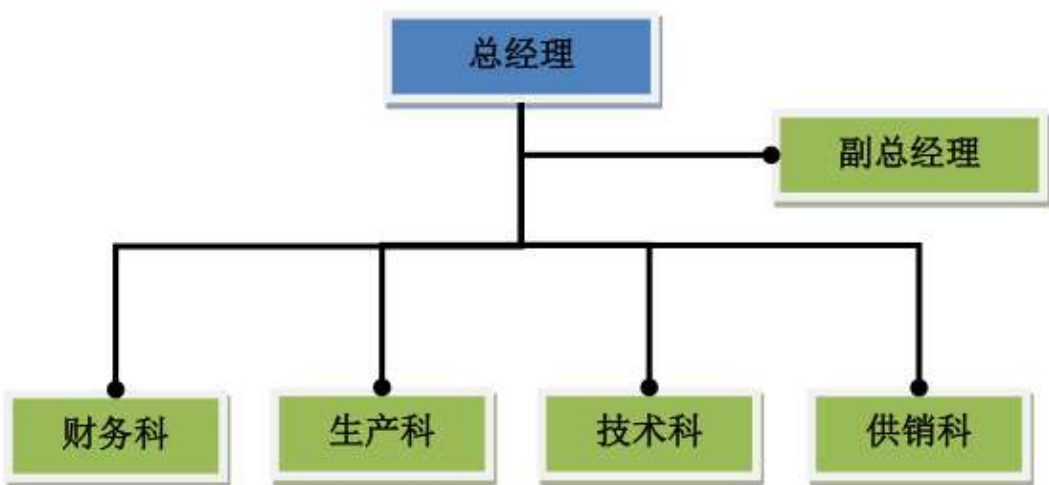 总经理
副总经理
财务科
生产科
技术科
供销科